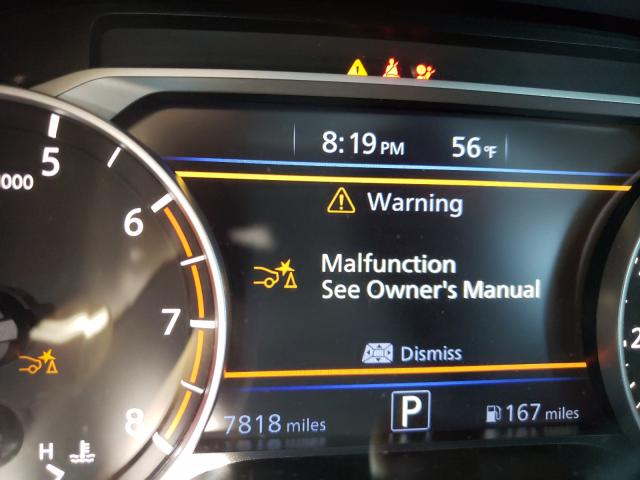 8:19 PM 56°F
5
000
6
7
8
H
Warning
Malfunction
See Owner's Manual
Dismiss
7818 miles P 167 miles
2